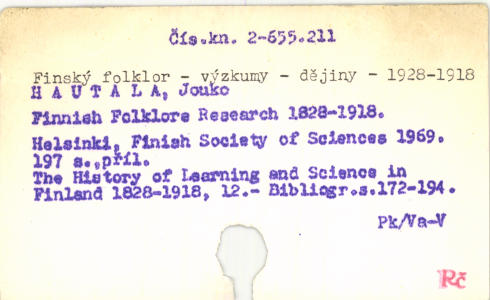 Čís.kn. 2-655.211
Finský folklor - výzkumy - dějiny - 1928-1918
H A U T A L A, Jouko
Finnish Folklore Research 1828-1918.
Helsinki, Finish Society of Sciences 1969.
197 s.,příl.
The History of Learning and Science in
Finland 1828-1918, 12.- Bibliogr.s.172-194.
Pk/Va-V
Rč